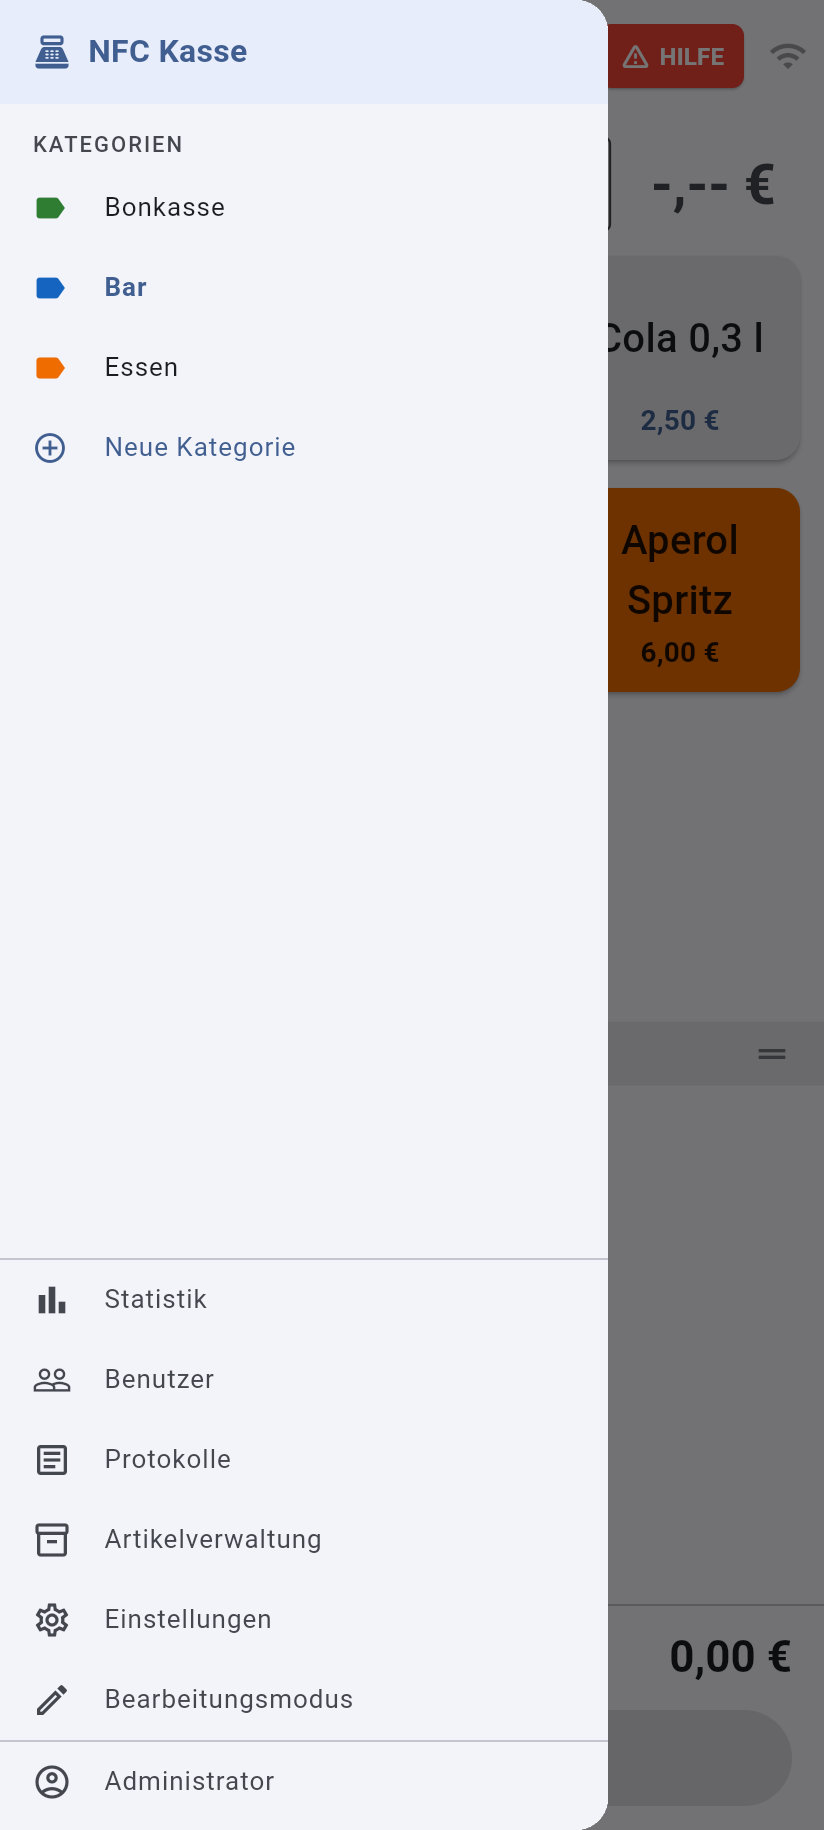 NFC Kasse
HILFE
KATEGORIEN
-,-- €
Bonkasse
Bar
Essen
Neue Kategorie
Cola 0,3 l
2,50 €
Aperol
Spritz
6,00 €
Statistik
Benutzer
Protokolle
Artikelverwaltung
Einstellungen
Bearbeitungsmodus
Administrator
0,00 €